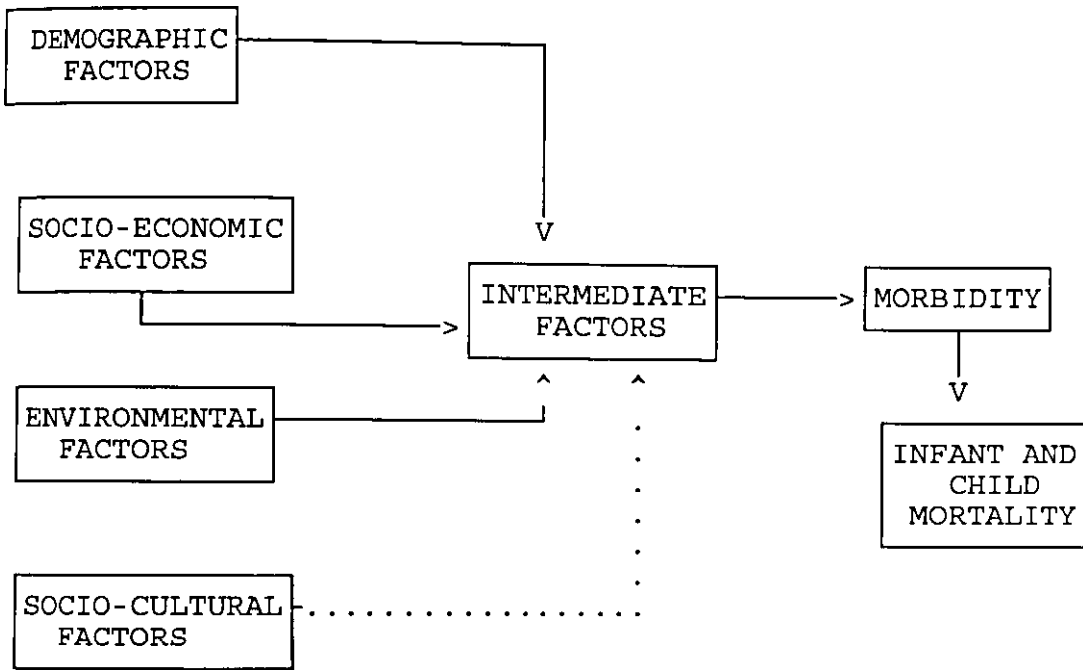 DEMOGRAPHIC
FACTORS
SOCIO-ECONOMIC
FACTORS
INTERMEDIATE
FACTORS
MORBIDITY
ENVIRONMENTAL
FACTORS
INFANT AND
CHILD
MORTALITY
SOCIO-CULTURAL
FACTORS